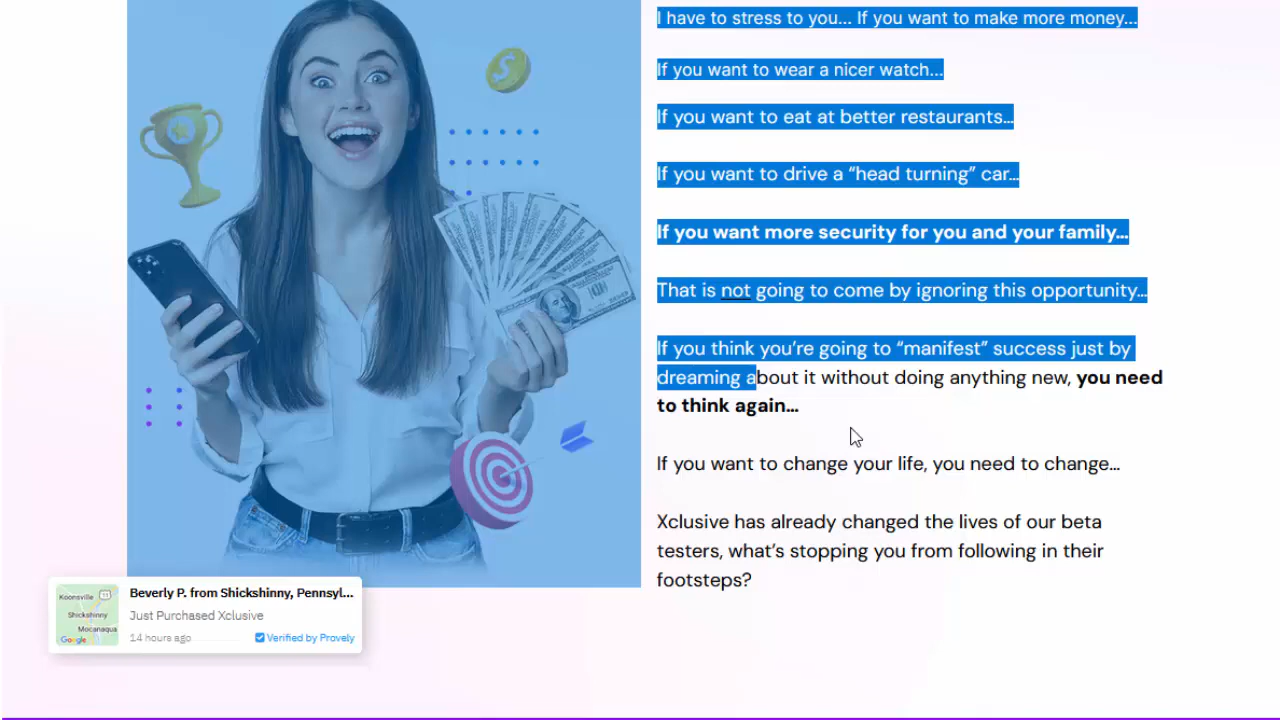 I have to stress to you... If you want to make more money...
If you want to wear a nicer watch...
If you want to eat at better restaurants…
If you want to drive a “head turning” car…
If you want more security for you and your family…
That is not going to come by ignoring this opportunity…
If you think you’re going to “manifest” success just by
dreaming about it without doing anything new, you need
to think again…
If you want to change your life, you need to change…
Xclusive has already changed the lives of our beta
testers, what’s stopping you from following in their
footsteps?
Koonsville
11
Shickshinny
Mocanaqua
Google
Beverly P. from Shickshinny, Pennsyl...
Just Purchased Xclusive
14 hours ago
Verified by Provely